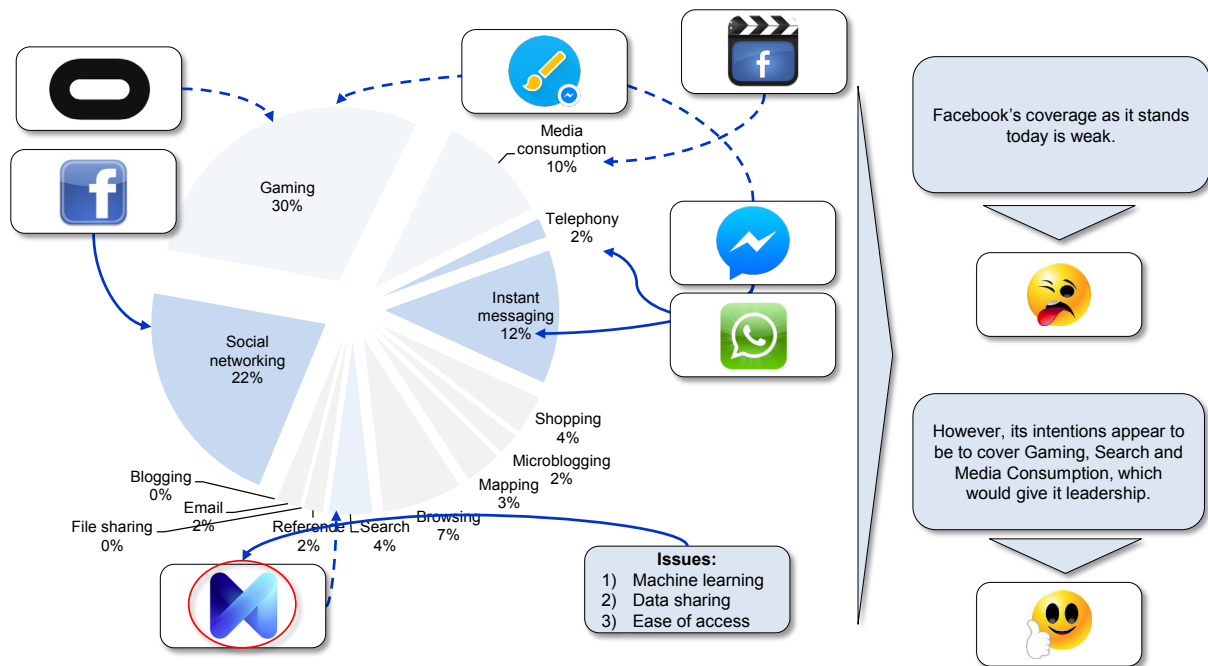 Media
consumption
10%
Gaming
30%
Telephony
2%
Instant
messaging
12%
Social
networking
22%
Shopping
4%
Microblogging
2%
Mapping
3%
Browsing
7%
Search
4%
Reference
2%
Email
2%
File sharing
0%
Blogging
0%
Issues:
1) Machine learning
2) Data sharing
3) Ease of access
Facebook’s coverage as it stands
today is weak.
However, its intentions appear to
be to cover Gaming, Search and
Media Consumption, which
would give it leadership.